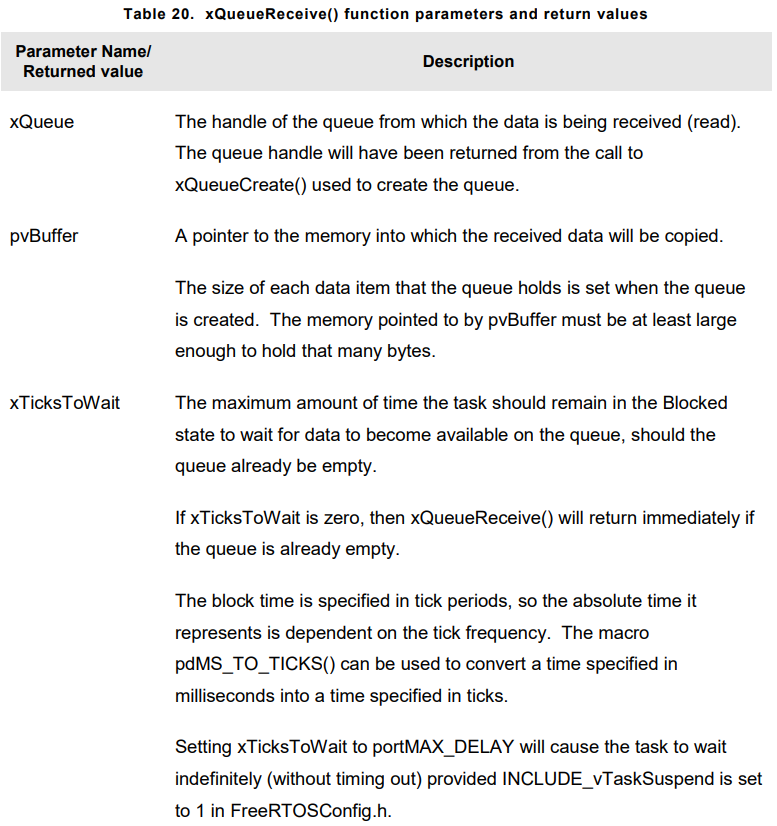 Table 20. xQueueReceive() function parameters and return values
Parameter Name/
Returned value
Description
xQueue
The handle of the queue from which the data is being received (read).
The queue handle will have been returned from the call to
xQueueCreate() used to create the queue.
pvBuffer
A pointer to the memory into which the received data will be copied.
The size of each data item that the queue holds is set when the queue
is created. The memory pointed to by pvBuffer must be at least large
enough to hold that many bytes.
xTicksToWait
The maximum amount of time the task should remain in the Blocked
state to wait for data to become available on the queue, should the
queue already be empty.
If xTicksToWait is zero, then xQueueReceive() will return immediately if
the queue is already empty.
The block time is specified in tick periods, so the absolute time it
represents is dependent on the tick frequency. The macro
pdMS_TO_TICKS() can be used to convert a time specified in
milliseconds into a time specified in ticks.
Setting xTicksToWait to portMAX_DELAY will cause the task to wait
indefinitely (without timing out) provided INCLUDE_vTaskSuspend is set
to 1 in FreeRTOSConfig.h.